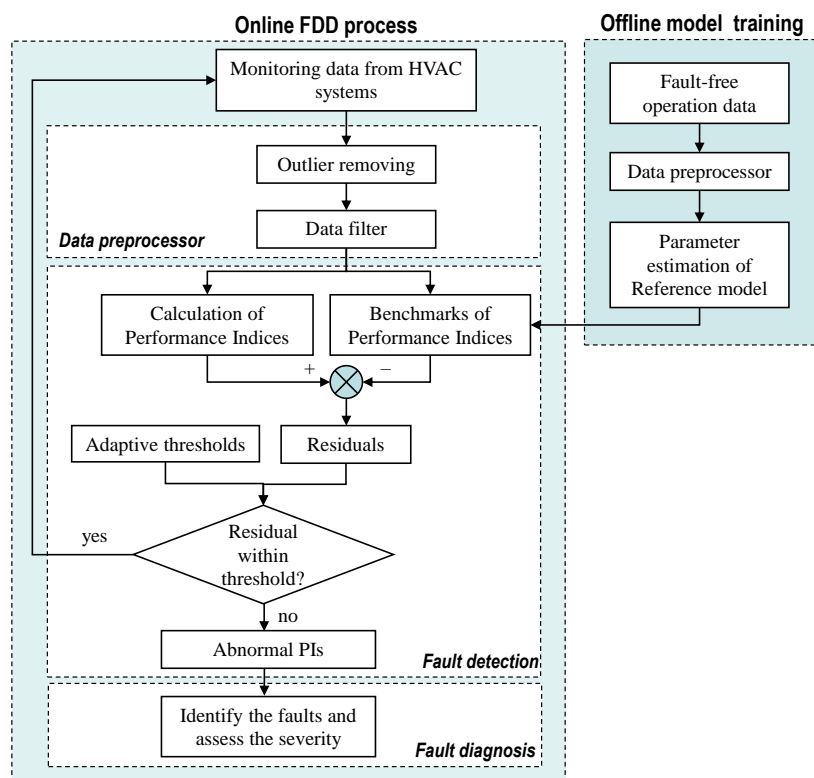 Online FDD process
Offline model training
Monitoring data from HVAC
systems
Outlier removing
Data filter
Data preprocessor
Calculation of
Performance Indices
Benchmarks of
Performance Indices
+
−
Adaptive thresholds
Residuals
yes
Residual
within
threshold?
no
Abnormal PIs
Fault detection
Identify the faults and
assess the severity
Fault diagnosis
Fault-free
operation data
Data preprocessor
Parameter
estimation of
Reference model